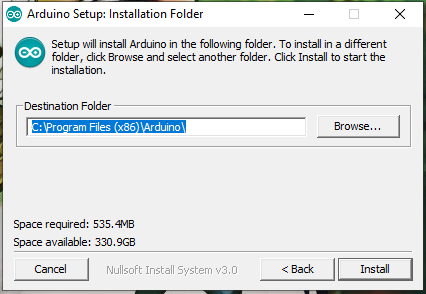 Arduino Setup: Installation Folder
Setup will install Arduino in the following folder. To install in a different
folder, click Browse and select another folder. Click Install to start the
installation.
Destination Folder
C:\Program Files (x86)\Arduino\
Browse...
Space required: 535.4MB
Space available: 330.9GB
Cancel
Nullsoft Install System v3.0
< Back
Install